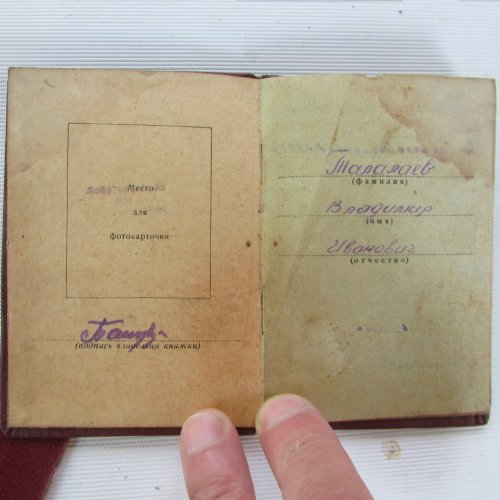 Место
для
фотокарточки
(подпись владельца книжки)
Талалаев
(фамилия)
Владимир
(имя)
Иванович
(отчество)